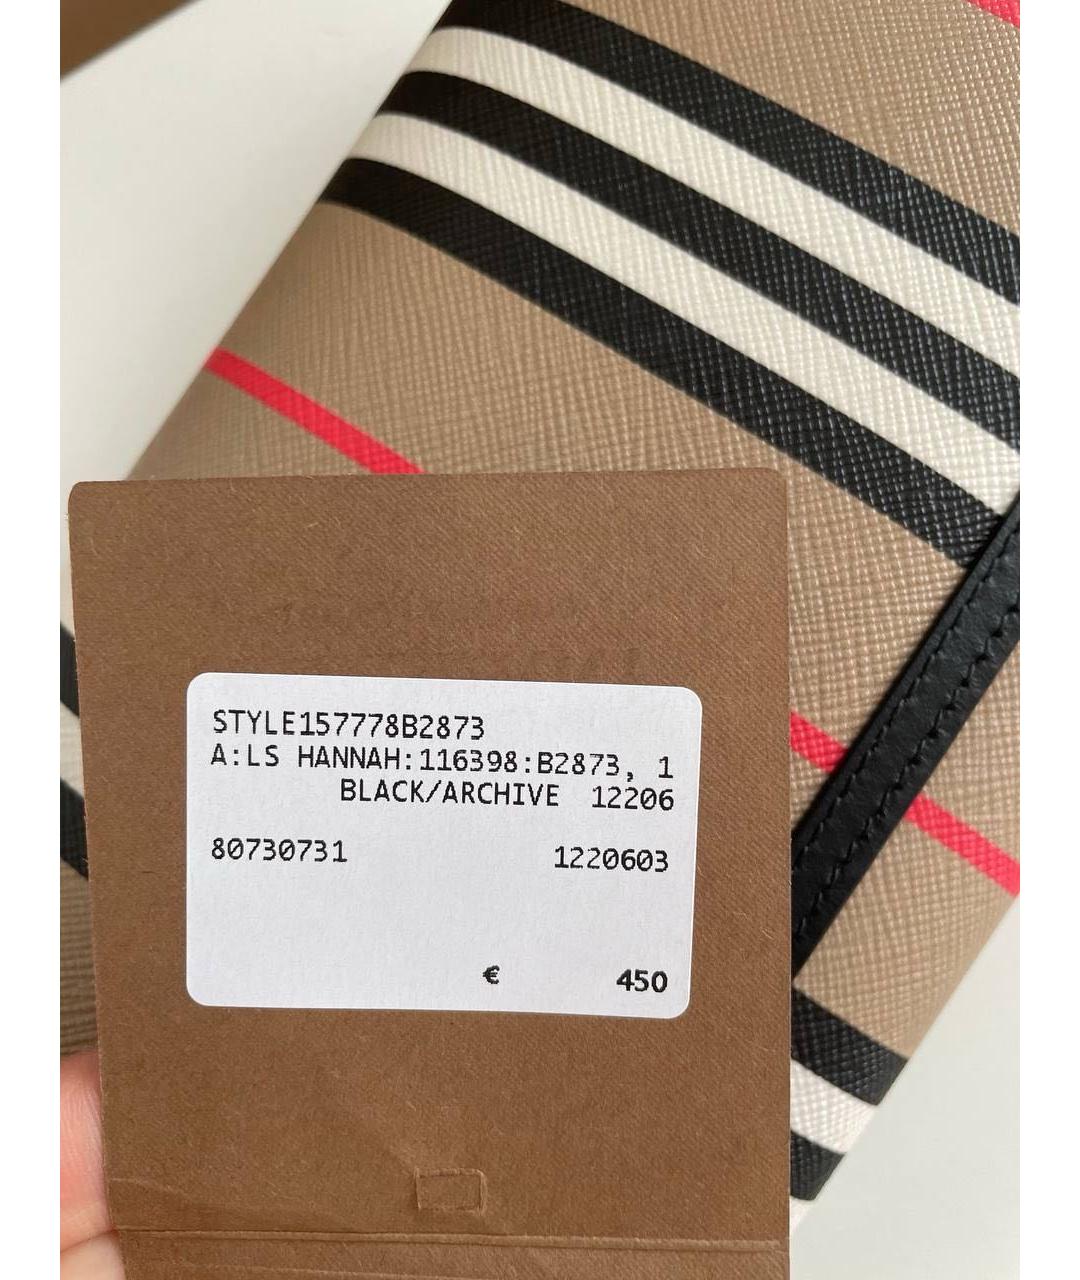 STYLE157778B2873
A:LS HANNAH:116398:B2873, 1
BLACK/ARCHIVE 12206
80730731 1220603
€ 450